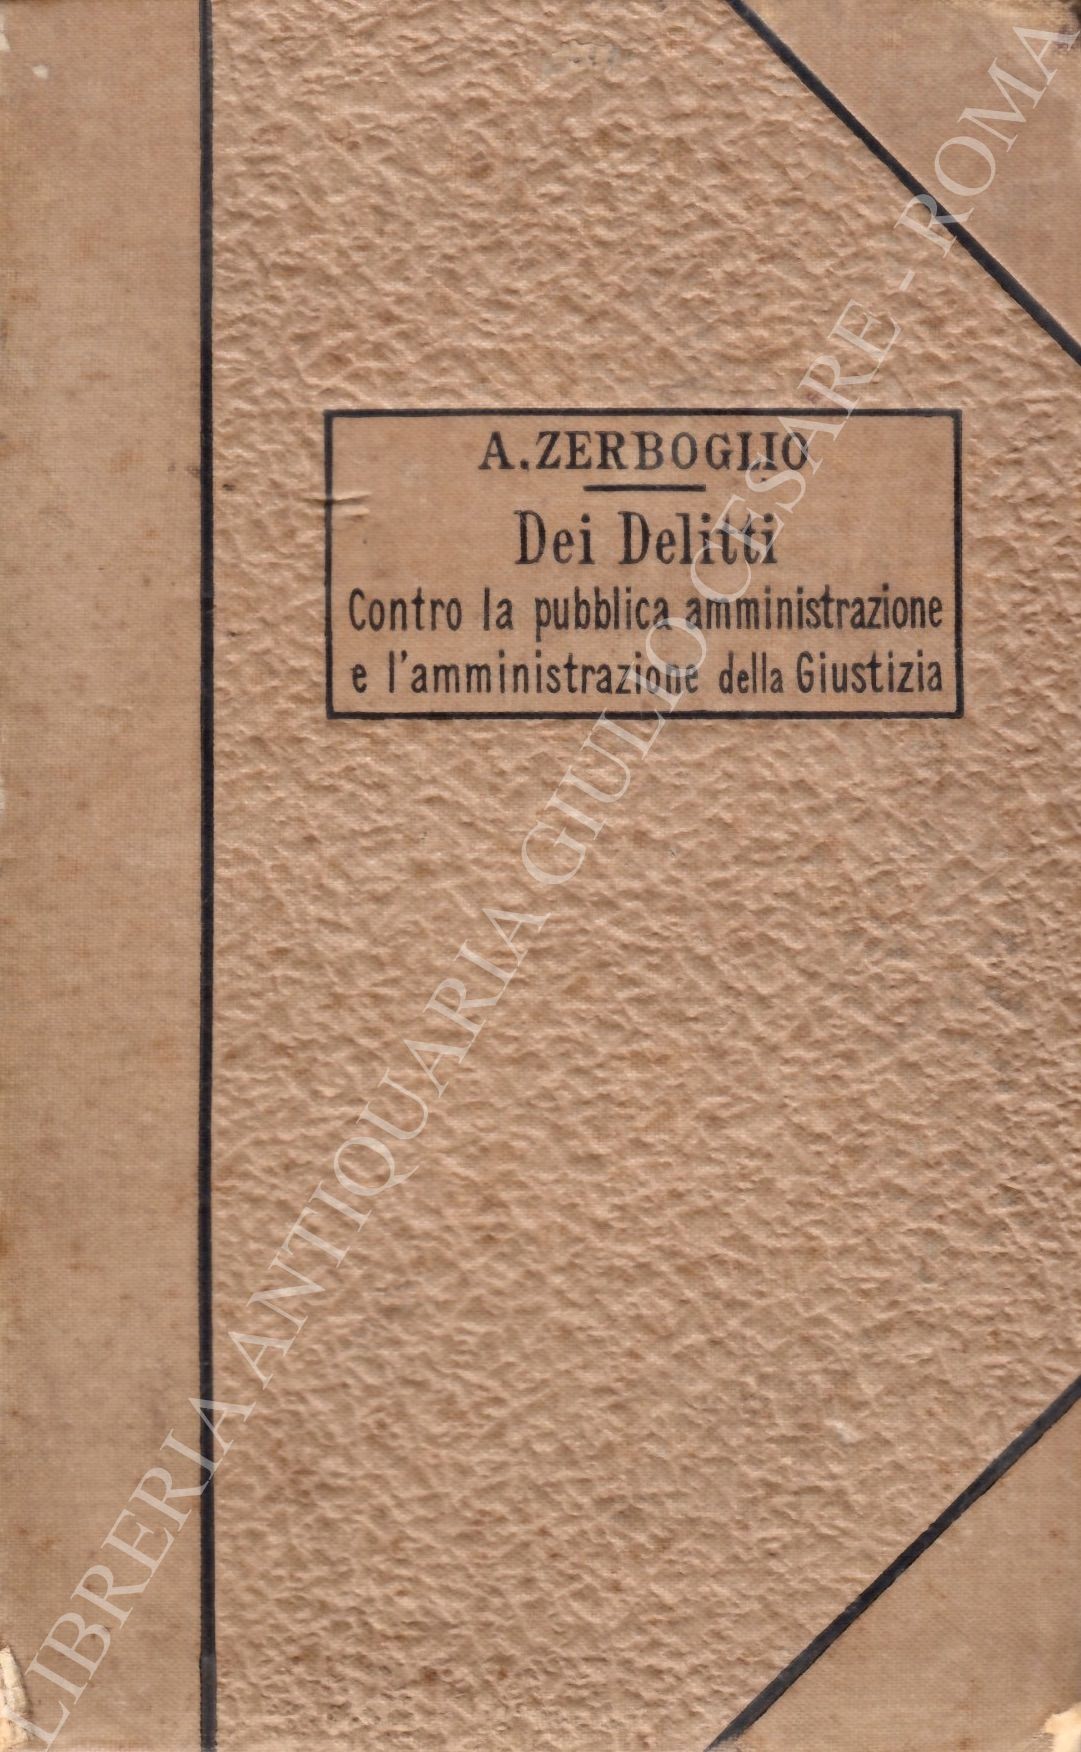 A. ZERBOGLIO
Dei Delitti
Contro la pubblica amministrazione
e l'amministrazione della Giustizia
LIBRERIA ANTIQUARIA GIULIO CESARE - ROMA